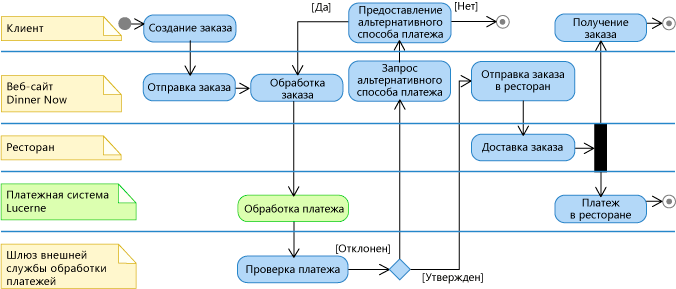 Клиент
Создание заказа
[Да]
Предоставление
альтернативного
способа платежа
[Нет]
Получение
заказа
Веб-сайт
Dinner Now
Отправка заказа
Обработка
заказа
Запрос
альтернативного
способа платежа
Отправка заказа
в ресторан
Ресторан
Доставка заказа
Платежная система
Lucerne
Обработка платежа
Платеж
в ресторане
Шлюз внешней
службы обработки
платежей
Проверка платежа
[Отклонен]
[Утвержден]